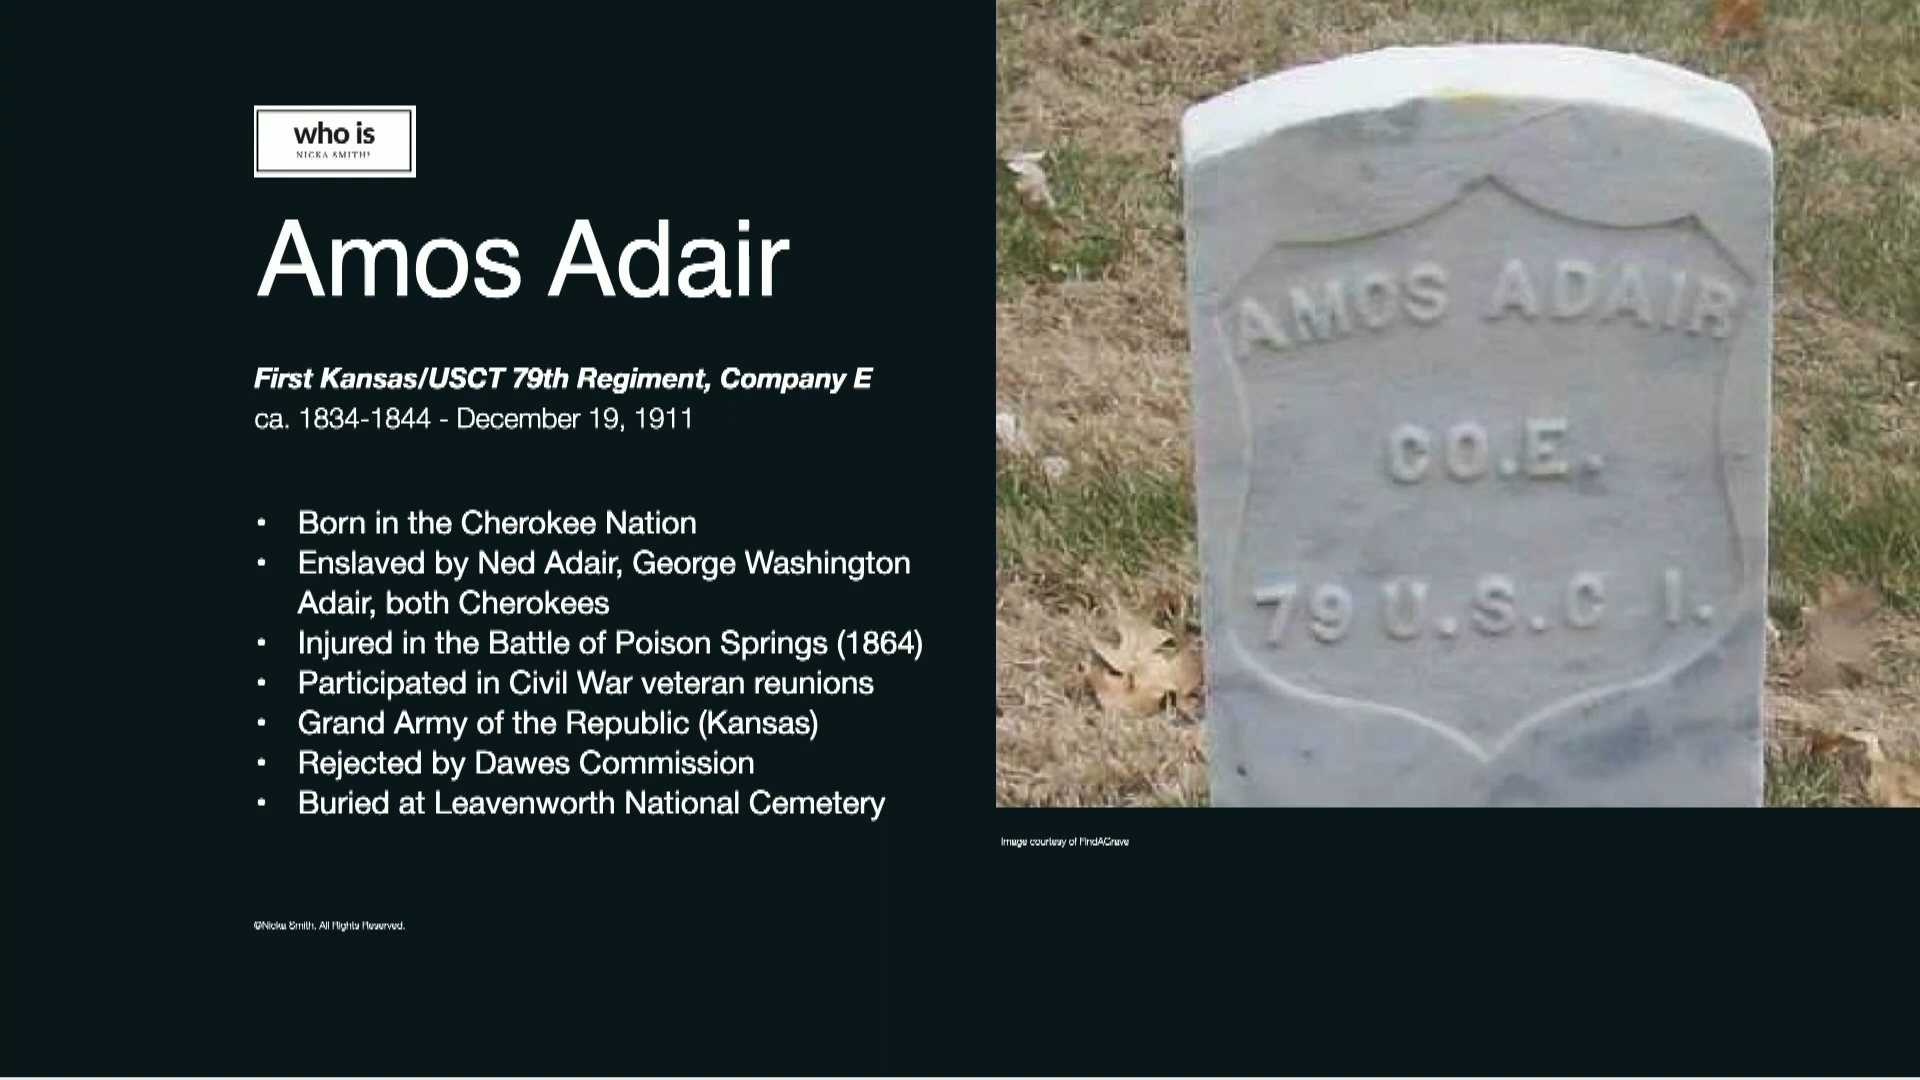 who is
NICKA SMITH?
Amos Adair
First Kansas/USCT 79th Regiment, Company E
ca. 1834-1844 - December 19, 1911
• Born in the Cherokee Nation
• Enslaved by Ned Adair, George Washington
Adair, both Cherokees
• Injured in the Battle of Poison Springs (1864)
• Participated in Civil War veteran reunions
• Grand Army of the Republic (Kansas)
• Rejected by Dawes Commission
• Buried at Leavenworth National Cemetery
©Nicka Smith, All Rights Reserved.
AMOS ADAIR
CO.E.
79 U.S.C I.
Image courtesy of FindAGrave